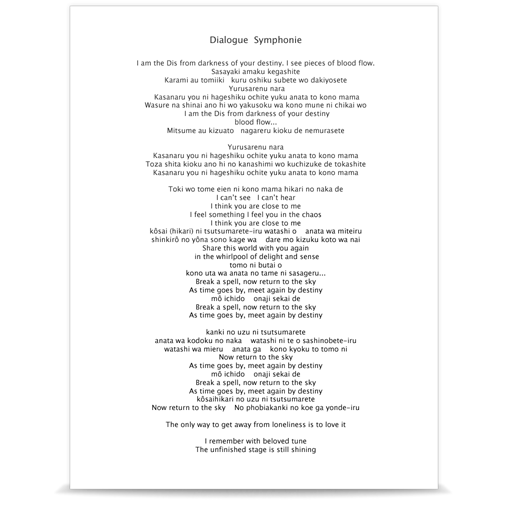 Dialogue Symphonie
I am the Dis from darkness of your destiny. I see pieces of blood flow.
Sasayaki amaku kegashite
Karami au tomiiki kuru oshiku subete wo dakiyosete
Yurusarenu nara
Kasanaru you ni hageshiku ochite yuku anata to kono mama
Wasure na shinai ano hi wo yakusoku wa kono mune ni chikai wo
I am the Dis from darkness of your destiny
blood flow...
Mitsume au kizuato nagareru kioku de nemurasete
Yurusarenu nara
Kasanaru you ni hageshiku ochite yuku anata to kono mama
Toza shita kioku ano hi no kanashimi wo kuchizuke de tokashite
Kasanaru you ni hageshiku ochite yuku anata to kono mama
Toki wo tome eien ni kono mama hikari no naka de
I can't see I can't hear
I think you are close to me
I feel something I feel you in the chaos
I think you are close to me
kôsai (hikari) ni tsutsumarete-iru watashi o anata wa miteiru
shinkirô no yôna sono kage wa dare mo kizuku koto wa nai
Share this world with you again
in the whirlpool of delight and sense
tomo ni butai o
kono uta wa anata no tame ni sasageru...
Break a spell, now return to the sky
As time goes by, meet again by destiny
mô ichido onaji sekai de
Break a spell, now return to the sky
As time goes by, meet again by destiny
kanki no uzu ni tsutsumarete
anata wa kodoku no naka watashi ni te o sashinobete-iru
watashi wa mieru anata ga kono kyoku to tomo ni
Now return to the sky
As time goes by, meet again by destiny
mô ichido onaji sekai de
Break a spell, now return to the sky
As time goes by, meet again by destiny
kôsaihikari no uzu ni tsutsumarete
Now return to the sky No phobiakanki no koe ga yonde-iru
The only way to get away from loneliness is to love it
I remember with beloved tune
The unfinished stage is still shining